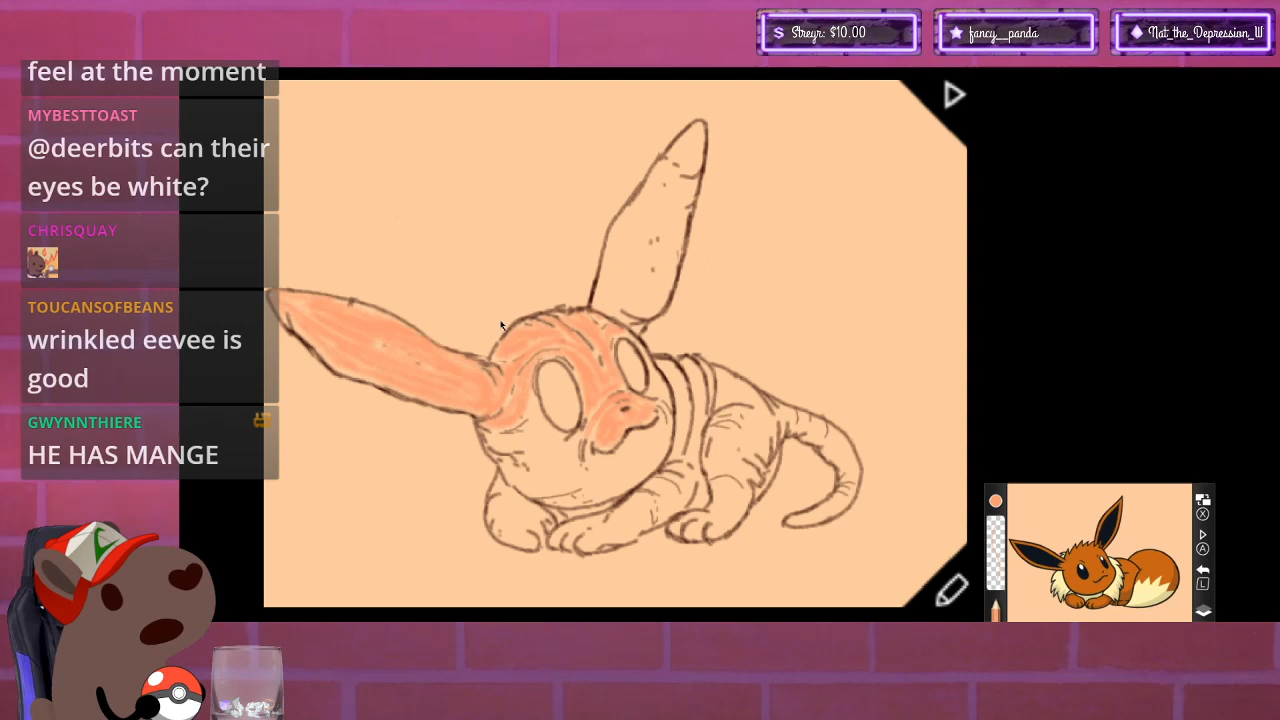 Streyr: $10.00
fancy__panda
Nat_the_Depression_W
feel at the moment
MYBESTTOAST
@deerbits can their
eyes be white?
CHRISQUAY
TOUCANSOFBEANS
wrinkled eevee is
good
GWYNNTHIERE
HE HAS MANGE
X
A
L